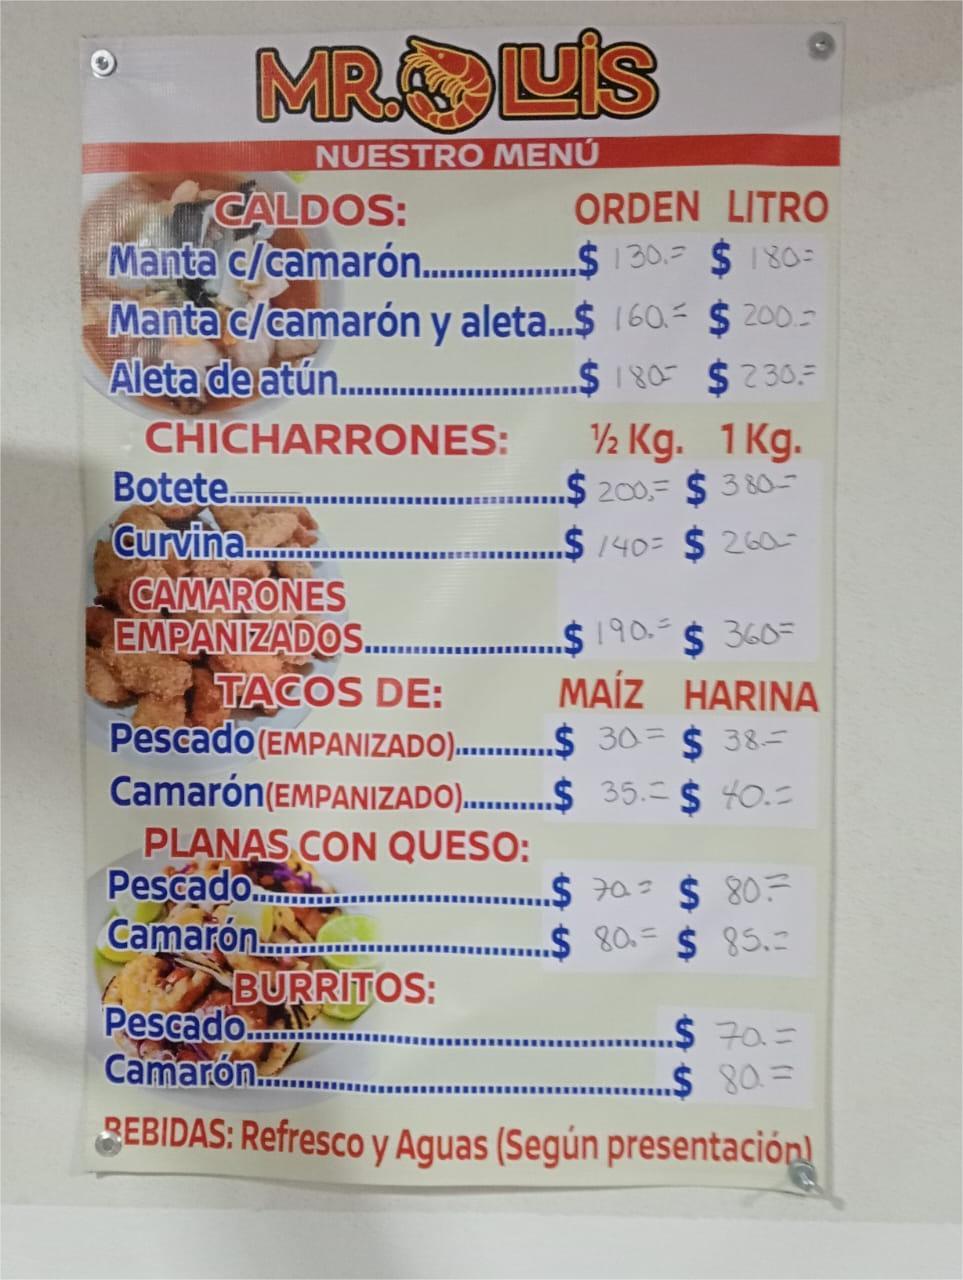 MR. LUIS
NUESTRO MENÚ
CALDOS: ORDEN LITRO
Manta c/camarón................$ 130.= $ 180=
Manta c/camarón y aleta...$ 160.= $ 200.=
Aleta de atún.........................$ 180= $ 230.=
CHICHARRONES: ½ Kg. 1 Kg.
Botete...................................$ 200.= $ 380.=
Curvina.................................$ 140= $ 260.=
CAMARONES
EMPANIZADOS.....................$ 190.= $ 360=
TACOS DE: MAÍZ HARINA
Pescado(EMPANIZADO)..........$ 30.= $ 38.=
Camarón(EMPANIZADO).........$ 35.= $ 40.=
PLANAS CON QUESO:
Pescado................................$ 70.= $ 80.=
Camarón...............................$ 80.= $ 85.=
BURRITOS:
Pescado.............................................$ 70.=
Camarón............................................$ 80.=
BEBIDAS: Refresco y Aguas (Según presentación)